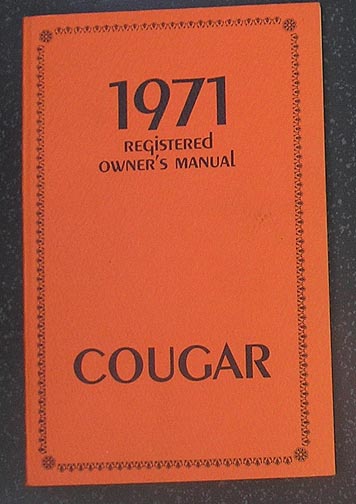 1971
REGISTERED
OWNER'S MANUAL
COUGAR